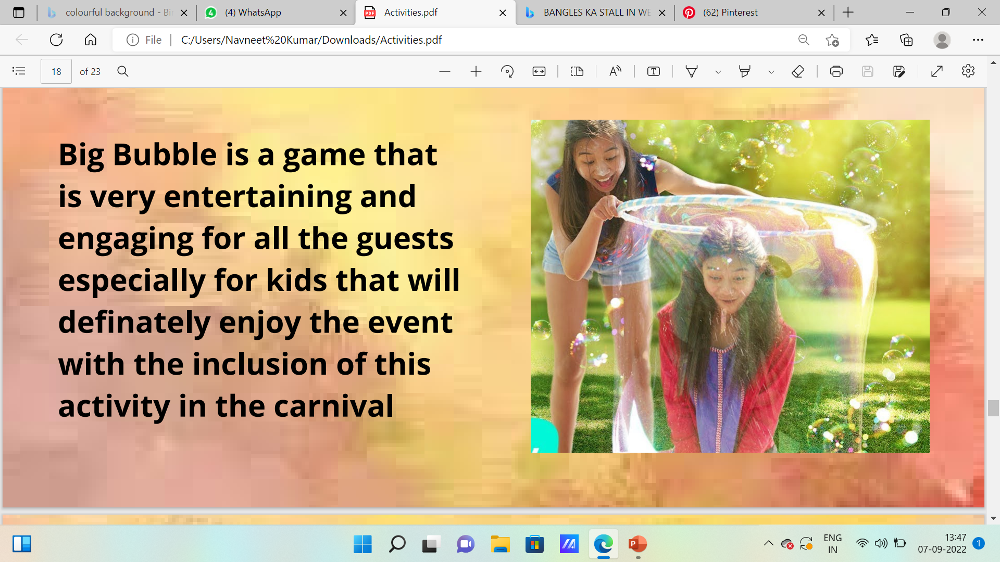 colourful background - Bi
(4) WhatsApp
Activities.pdf
BANGLES KA STALL IN WE
(62) Pinterest
File
C:/Users/Navneet%20Kumar/Downloads/Activities.pdf
18
of 23
Big Bubble is a game that
is very entertaining and
engaging for all the guests
especially for kids that will
definately enjoy the event
with the inclusion of this
activity in the carnival
ENG
IN
13:47
07-09-2022
1